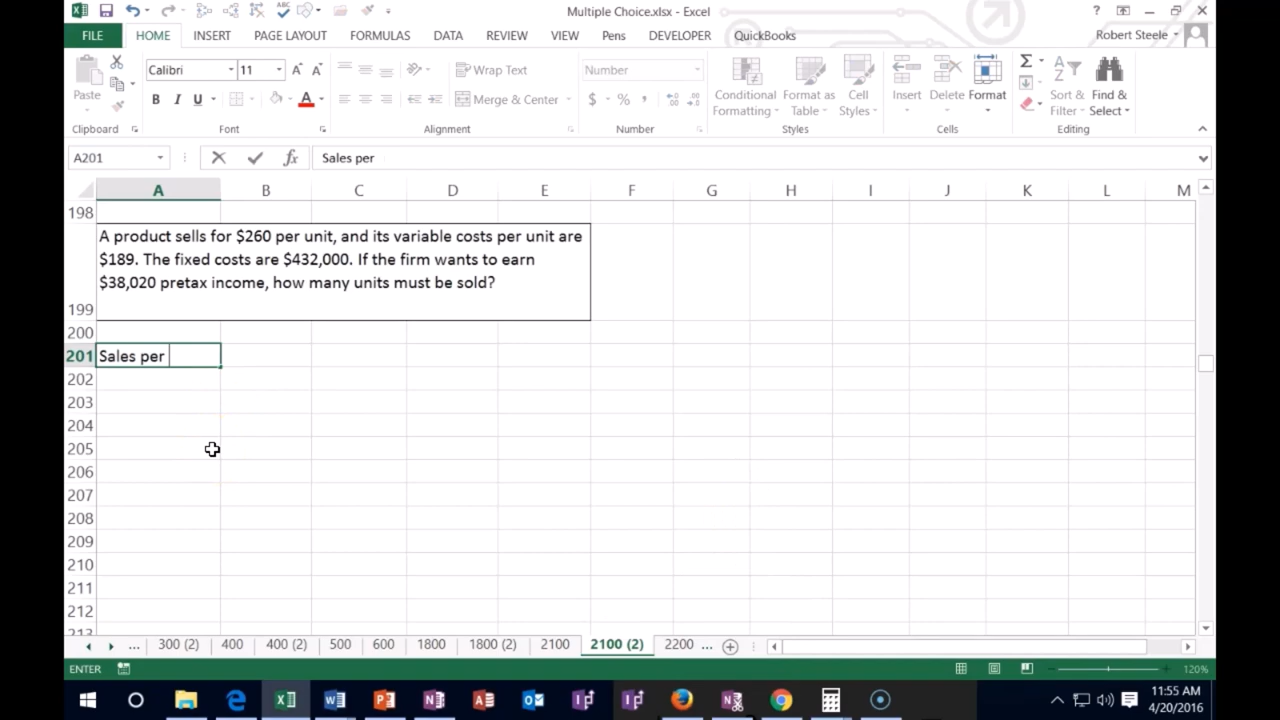 Multiple Choice.xlsx - Excel
FILE HOME INSERT PAGE LAYOUT FORMULAS DATA REVIEW VIEW Pens DEVELOPER QuickBooks Robert Steele
Calibri 11 Wrap Text Number
Paste B I U A Merge & Center $ % Conditional Formatting Format as Table Cell Styles Insert Delete Format Sort & Filter Find & Select
Clipboard Font Alignment Number Styles Cells Editing
A201 fx Sales per
A B C D E F G H I J K L M
198
A product sells for $260 per unit, and its variable costs per unit are
$189. The fixed costs are $432,000. If the firm wants to earn
$38,020 pretax income, how many units must be sold?
199
200
201 Sales per
202
203
204
205
206
207
208
209
210
211
212
213
... 300 (2) 400 400 (2) 500 600 1800 1800 (2) 2100 2100 (2) 2200 ...
ENTER 120%
11:55 AM
4/20/2016